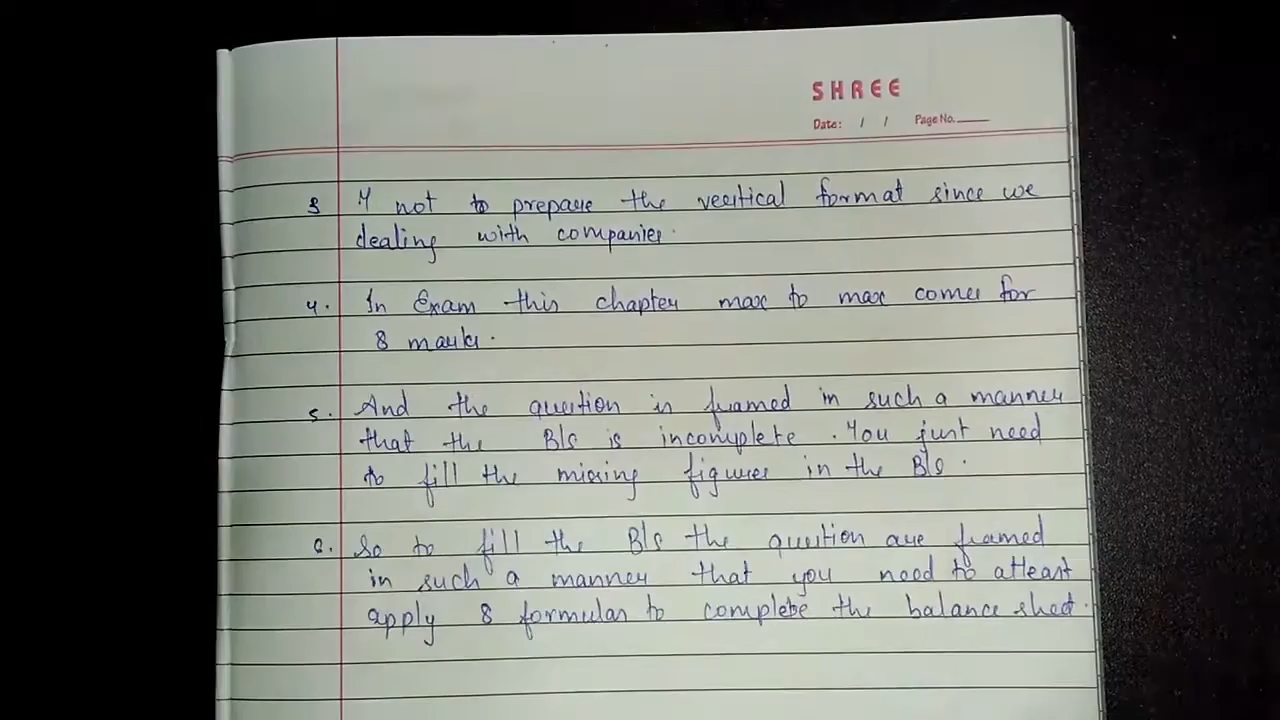 SHREE
Date: / / Page No.
3 Y not to prepare the vertical format since we
dealing with companies.
4. In Exam this chapter max to max comes for
8 marks.
5. And the question is framed in such a manner
that the B/s is incomplete. You just need
to fill the missing figures in the B/s.
6. So to fill the B/s the question are framed
in such a manner that you need to atleast
apply 8 formulas to complete the balance sheet.